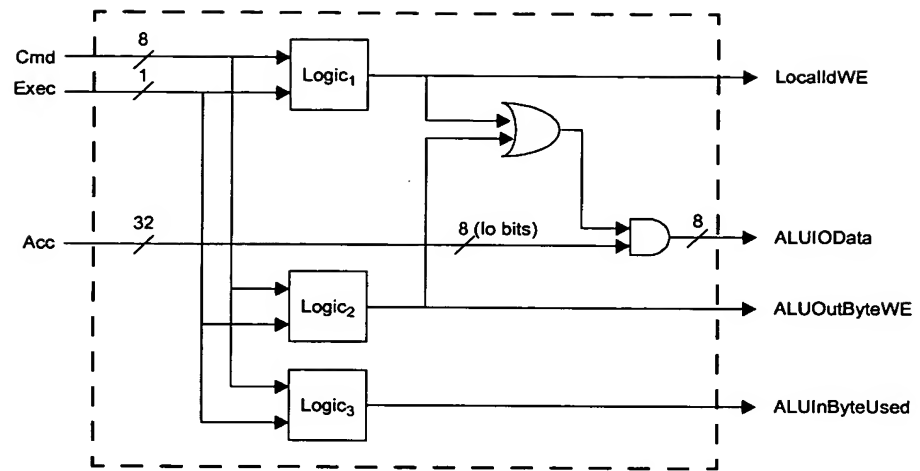 Cmd
8
Exec
1
Logic1
LocalIdWE
Acc
32
8 (lo bits)
8
ALUIOData
Logic2
ALUOutByteWE
Logic3
ALUInByteUsed